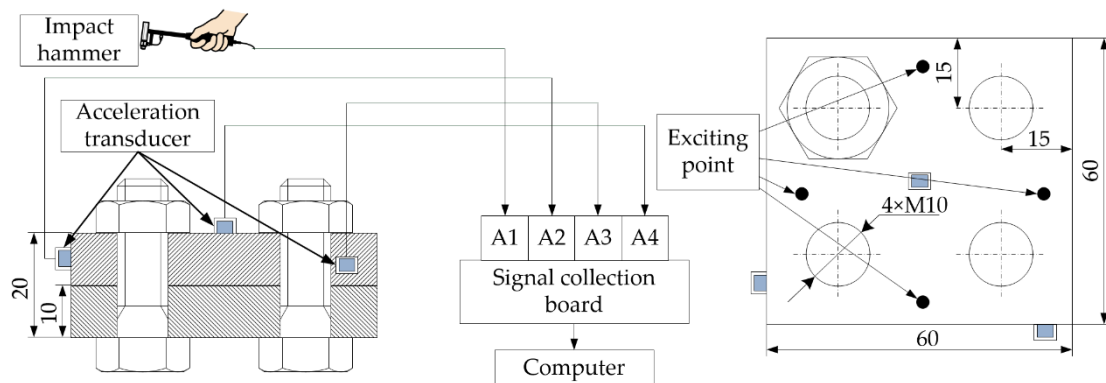 Impact
hammer
Acceleration
transducer
20
10
A1 A2 A3 A4
Signal collection
board
Computer
Exciting
point
15
15
60
4×M10
60